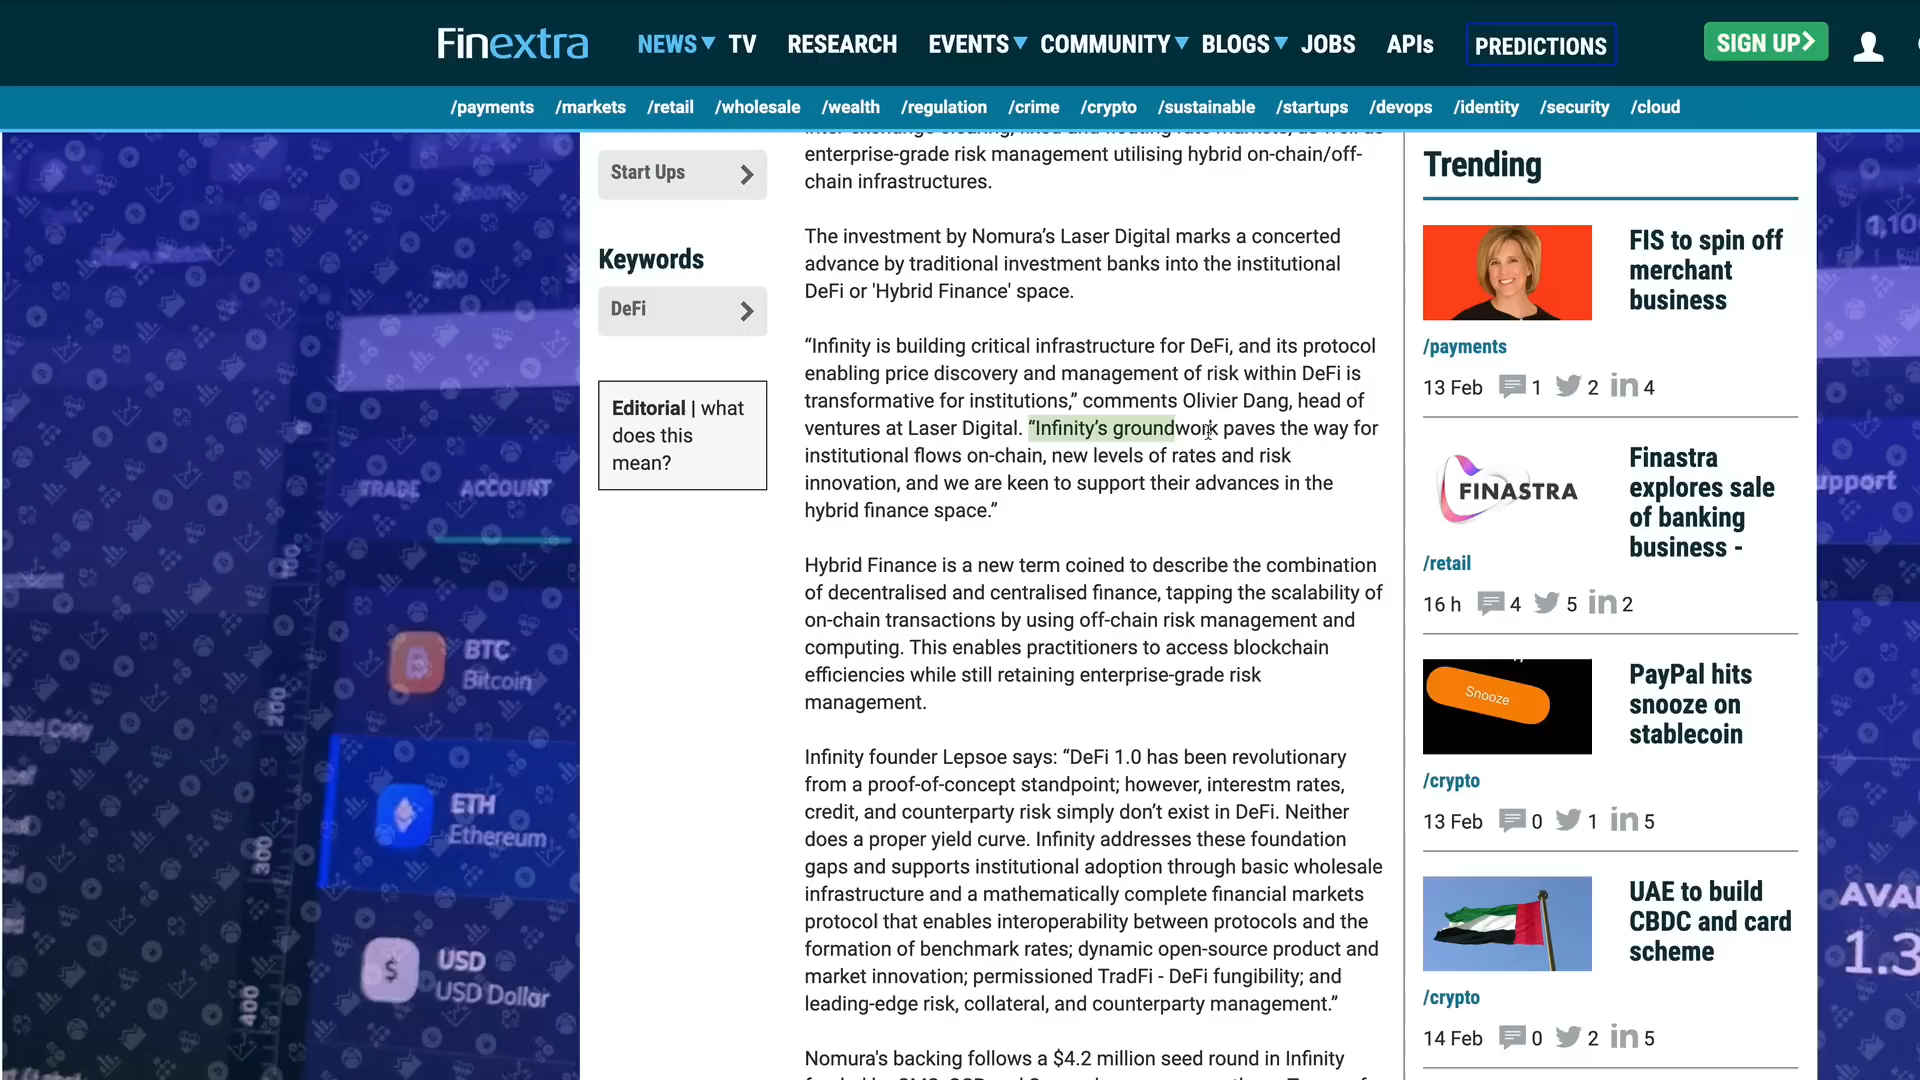 Finextra
NEWS TV RESEARCH EVENTS COMMUNITY BLOGS JOBS APIs PREDICTIONS SIGN UP
/payments /markets /retail /wholesale /wealth /regulation /crime /crypto /sustainable /startups /devops /identity /security /cloud
Start Ups
Keywords
DeFi
Editorial | what
does this
mean?
enterprise-grade risk management utilising hybrid on-chain/off-
chain infrastructures.
The investment by Nomura’s Laser Digital marks a concerted
advance by traditional investment banks into the institutional
DeFi or 'Hybrid Finance' space.
“Infinity is building critical infrastructure for DeFi, and its protocol
enabling price discovery and management of risk within DeFi is
transformative for institutions,” comments Olivier Dang, head of
ventures at Laser Digital. “Infinity’s groundwork paves the way for
institutional flows on-chain, new levels of rates and risk
innovation, and we are keen to support their advances in the
hybrid finance space.”
Hybrid Finance is a new term coined to describe the combination
of decentralised and centralised finance, tapping the scalability of
on-chain transactions by using off-chain risk management and
computing. This enables practitioners to access blockchain
efficiencies while still retaining enterprise-grade risk
management.
Infinity founder Lepsoe says: “DeFi 1.0 has been revolutionary
from a proof-of-concept standpoint; however, interestm rates,
credit, and counterparty risk simply don’t exist in DeFi. Neither
does a proper yield curve. Infinity addresses these foundation
gaps and supports institutional adoption through basic wholesale
infrastructure and a mathematically complete financial markets
protocol that enables interoperability between protocols and the
formation of benchmark rates; dynamic open-source product and
market innovation; permissioned TradFi - DeFi fungibility; and
leading-edge risk, collateral, and counterparty management.”
Nomura's backing follows a $4.2 million seed round in Infinity
Trending
FIS to spin off
merchant
business
/payments
13 Feb 1 2 4
FINASTRA
Finastra
explores sale
of banking
business -
/retail
16 h 4 5 2
Snooze
PayPal hits
snooze on
stablecoin
/crypto
13 Feb 0 1 5
UAE to build
CBDC and card
scheme
/crypto
14 Feb 0 2 5
TRADE ACCOUNT
BTC
Bitcoin
ETH
Ethereum
USD
USD Dollar
100
200
300
400
1,100
upport
AVA
1.3